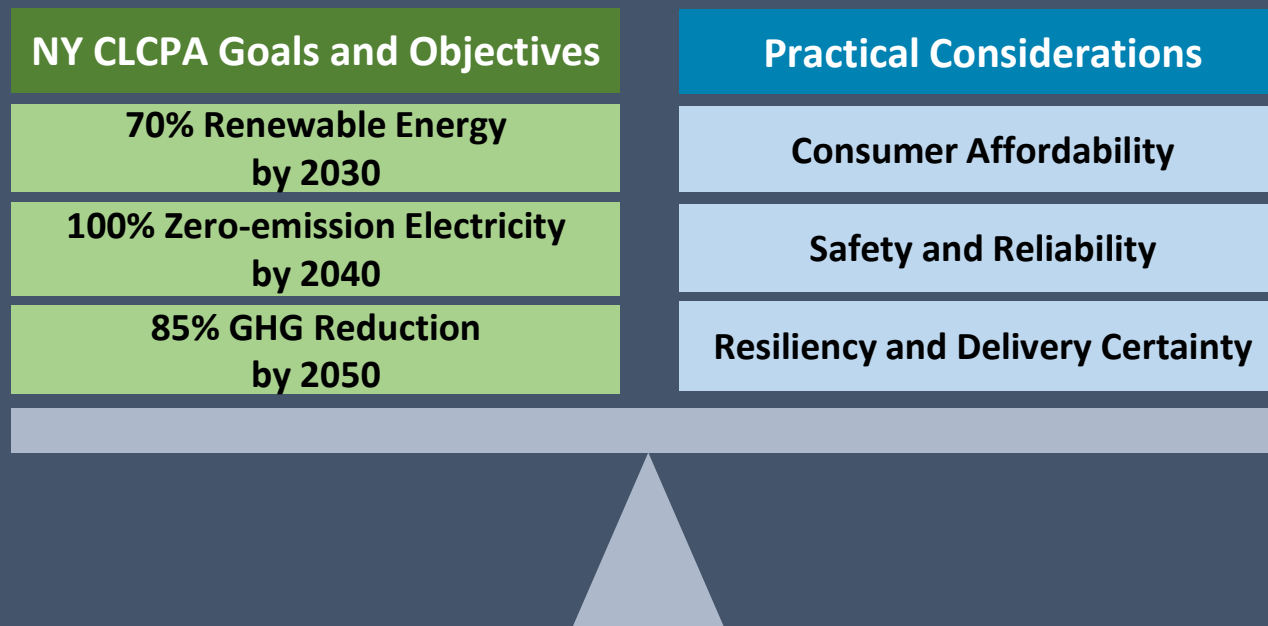 NY CLCPA Goals and Objectives
70% Renewable Energy
by 2030
100% Zero-emission Electricity
by 2040
85% GHG Reduction
by 2050
Practical Considerations
Consumer Affordability
Safety and Reliability
Resiliency and Delivery Certainty